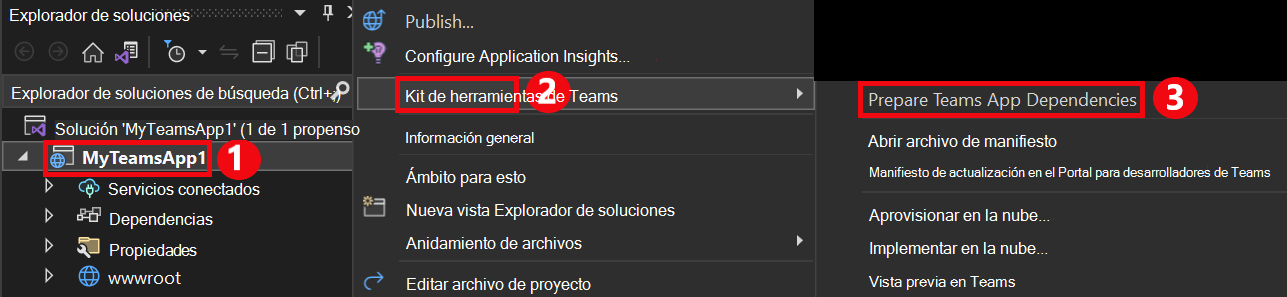 Explorador de soluciones
Explorador de soluciones de búsqueda (Ctrl+)
Solución 'MyTeamsApp1' (1 de 1 propenso
MyTeamsApp1
1
Servicios conectados
Dependencias
Propiedades
wwwroot
Publish...
Configure Application Insights...
Kit de herramientas de Teams
2
Información general
Ámbito para esto
Nueva vista Explorador de soluciones
Anidamiento de archivos
Editar archivo de proyecto
Prepare Teams App Dependencies
3
Abrir archivo de manifiesto
Manifiesto de actualización en el Portal para desarrolladores de Teams
Aprovisionar en la nube...
Implementar en la nube...
Vista previa en Teams